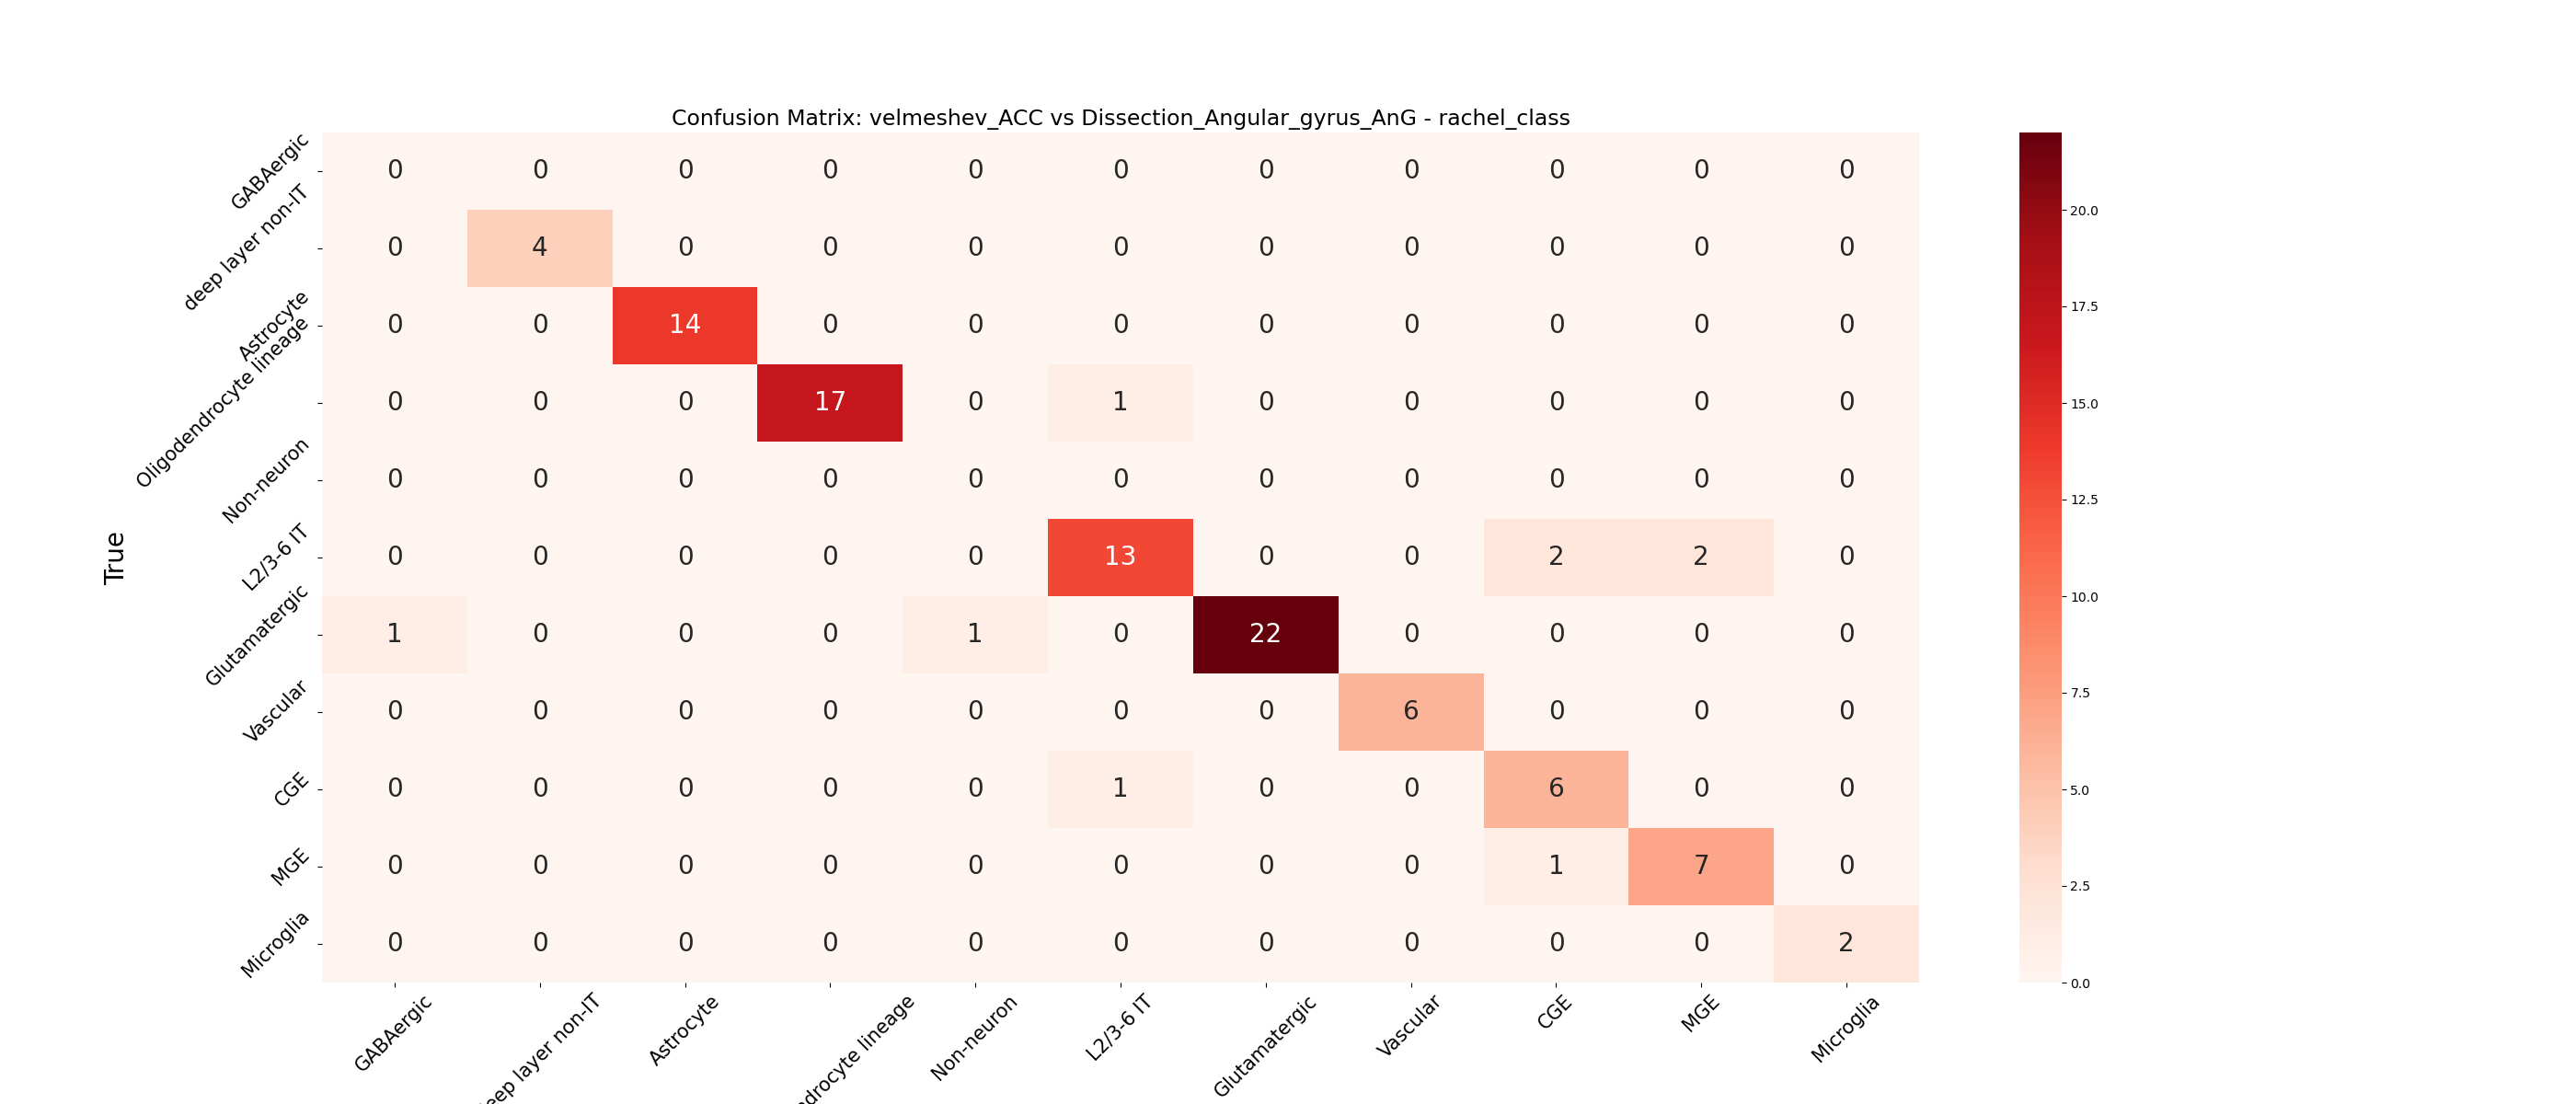 Confusion Matrix: velmeshev_ACC vs Dissection_Angular_gyrus_AnG - rachel_class
True
GABAergic 0 0 0 0 0 0 0 0 0 0 0
deep layer non-IT 0 4 0 0 0 0 0 0 0 0 0
Astrocyte 0 0 14 0 0 0 0 0 0 0 0
Oligodendrocyte lineage 0 0 0 17 0 1 0 0 0 0 0
Non-neuron 0 0 0 0 0 0 0 0 0 0 0
L2/3-6 IT 0 0 0 0 0 13 0 0 2 2 0
Glutamatergic 1 0 0 0 1 0 22 0 0 0 0
Vascular 0 0 0 0 0 0 0 6 0 0 0
CGE 0 0 0 0 0 1 0 0 6 0 0
MGE 0 0 0 0 0 0 0 0 1 7 0
Microglia 0 0 0 0 0 0 0 0 0 0 2
GABAergic eep layer non-IT Astrocyte ndrocyte lineage Non-neuron L2/3-6 IT Glutamatergic Vascular CGE MGE Microglia
20.0
17.5
15.0
12.5
10.0
7.5
5.0
2.5
0.0